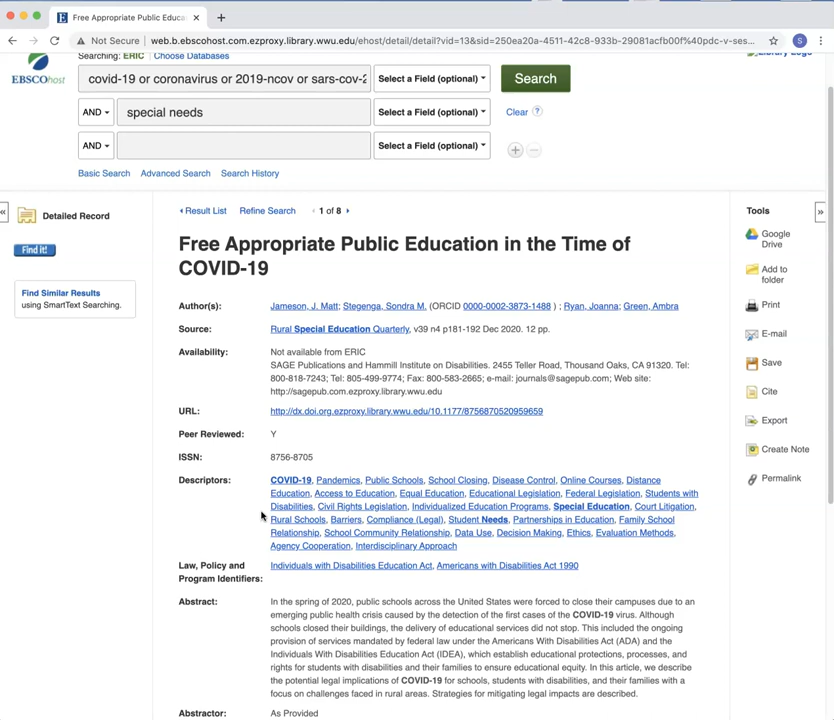 Free Appropriate Public Educa
Not Secure | web.b.ebscohost.com.ezproxy.library.wwu.edu/ehost/detail/detail?vid=13&sid=250ea20a-4511-42c8-933b-29081acfb00f%40pdc-v-ses...
S
Searching: ERIC | Choose Databases
EBSCOhost
covid-19 or coronavirus or 2019-ncov or sars-cov-2
Select a Field (optional)
Search
AND
special needs
Select a Field (optional)
Clear ?
AND
Select a Field (optional)
Basic Search Advanced Search Search History
« Detailed Record
Find it!
Find Similar Results
using SmartText Searching.
Result List Refine Search 1 of 8
Free Appropriate Public Education in the Time of
COVID-19
Author(s): Jameson, J. Matt; Stegenga, Sondra M. (ORCID 0000-0002-3873-1488 ) ; Ryan, Joanna; Green, Ambra
Source: Rural Special Education Quarterly, v39 n4 p181-192 Dec 2020. 12 pp.
Availability: Not available from ERIC
SAGE Publications and Hammill Institute on Disabilities. 2455 Teller Road, Thousand Oaks, CA 91320. Tel:
800-818-7243; Tel: 805-499-9774; Fax: 800-583-2665; e-mail: journals@sagepub.com; Web site:
http://sagepub.com.ezproxy.library.wwu.edu
URL: http://dx.doi.org.ezproxy.library.wwu.edu/10.1177/8756870520959659
Peer Reviewed: Y
ISSN: 8756-8705
Descriptors: COVID-19, Pandemics, Public Schools, School Closing, Disease Control, Online Courses, Distance
Education, Access to Education, Equal Education, Educational Legislation, Federal Legislation, Students with
Disabilities, Civil Rights Legislation, Individualized Education Programs, Special Education, Court Litigation,
Rural Schools, Barriers, Compliance (Legal), Student Needs, Partnerships in Education, Family School
Relationship, School Community Relationship, Data Use, Decision Making, Ethics, Evaluation Methods,
Agency Cooperation, Interdisciplinary Approach
Law, Policy and
Program Identifiers: Individuals with Disabilities Education Act, Americans with Disabilities Act 1990
Abstract: In the spring of 2020, public schools across the United States were forced to close their campuses due to an
emerging public health crisis caused by the detection of the first cases of the COVID-19 virus. Although
schools closed their buildings, the delivery of educational services did not stop. This included the ongoing
provision of services mandated by federal law under the Americans With Disabilities Act (ADA) and the
Individuals With Disabilities Education Act (IDEA), which establish educational protections, processes, and
rights for students with disabilities and their families to ensure educational equity. In this article, we describe
the potential legal implications of COVID-19 for schools, students with disabilities, and their families with a
focus on challenges faced in rural areas. Strategies for mitigating legal impacts are described.
Abstractor: As Provided
Tools »
Google
Drive
Add to
folder
Print
E-mail
Save
Cite
Export
Create Note
Permalink